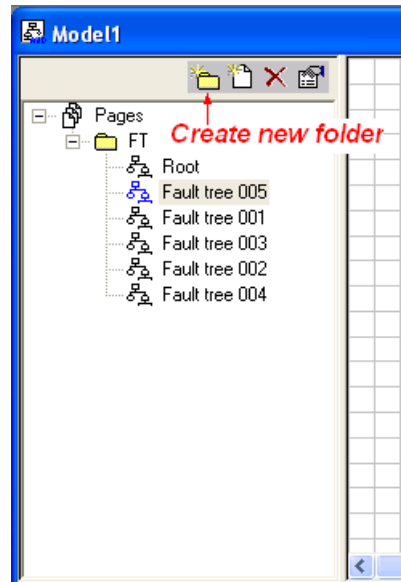 Model1
Pages
Create new folder
FT
Root
Fault tree 005
Fault tree 001
Fault tree 003
Fault tree 002
Fault tree 004